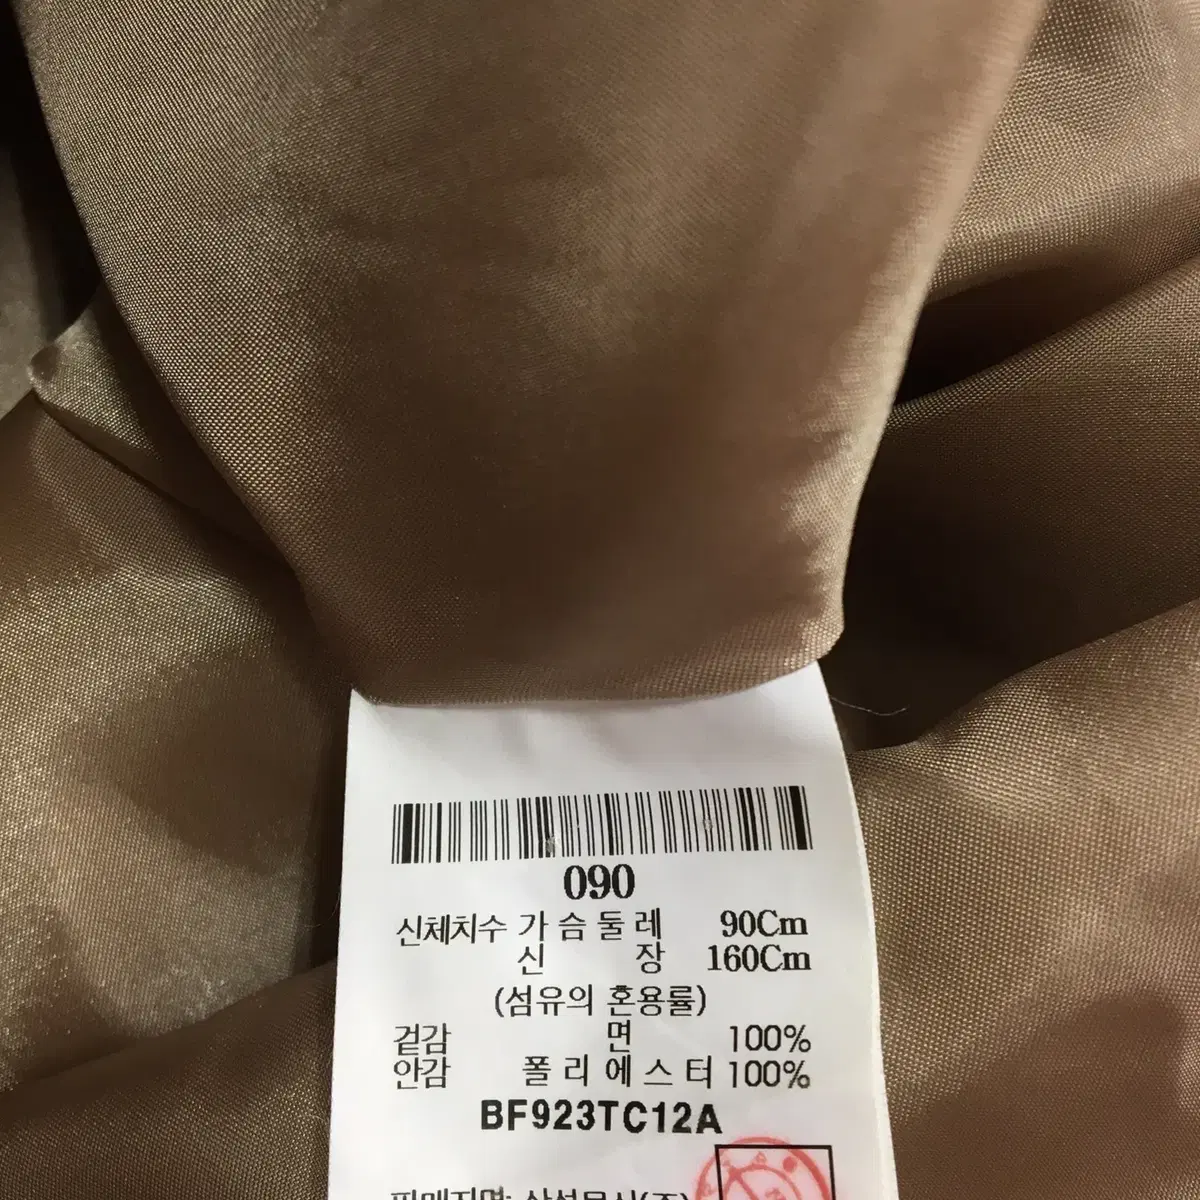 090
신체치수 가슴둘레 90Cm
신 장 160Cm
(섬유의 혼용률)
겉감 면 100%
안감 폴리에스터 100%
BF923TC12A